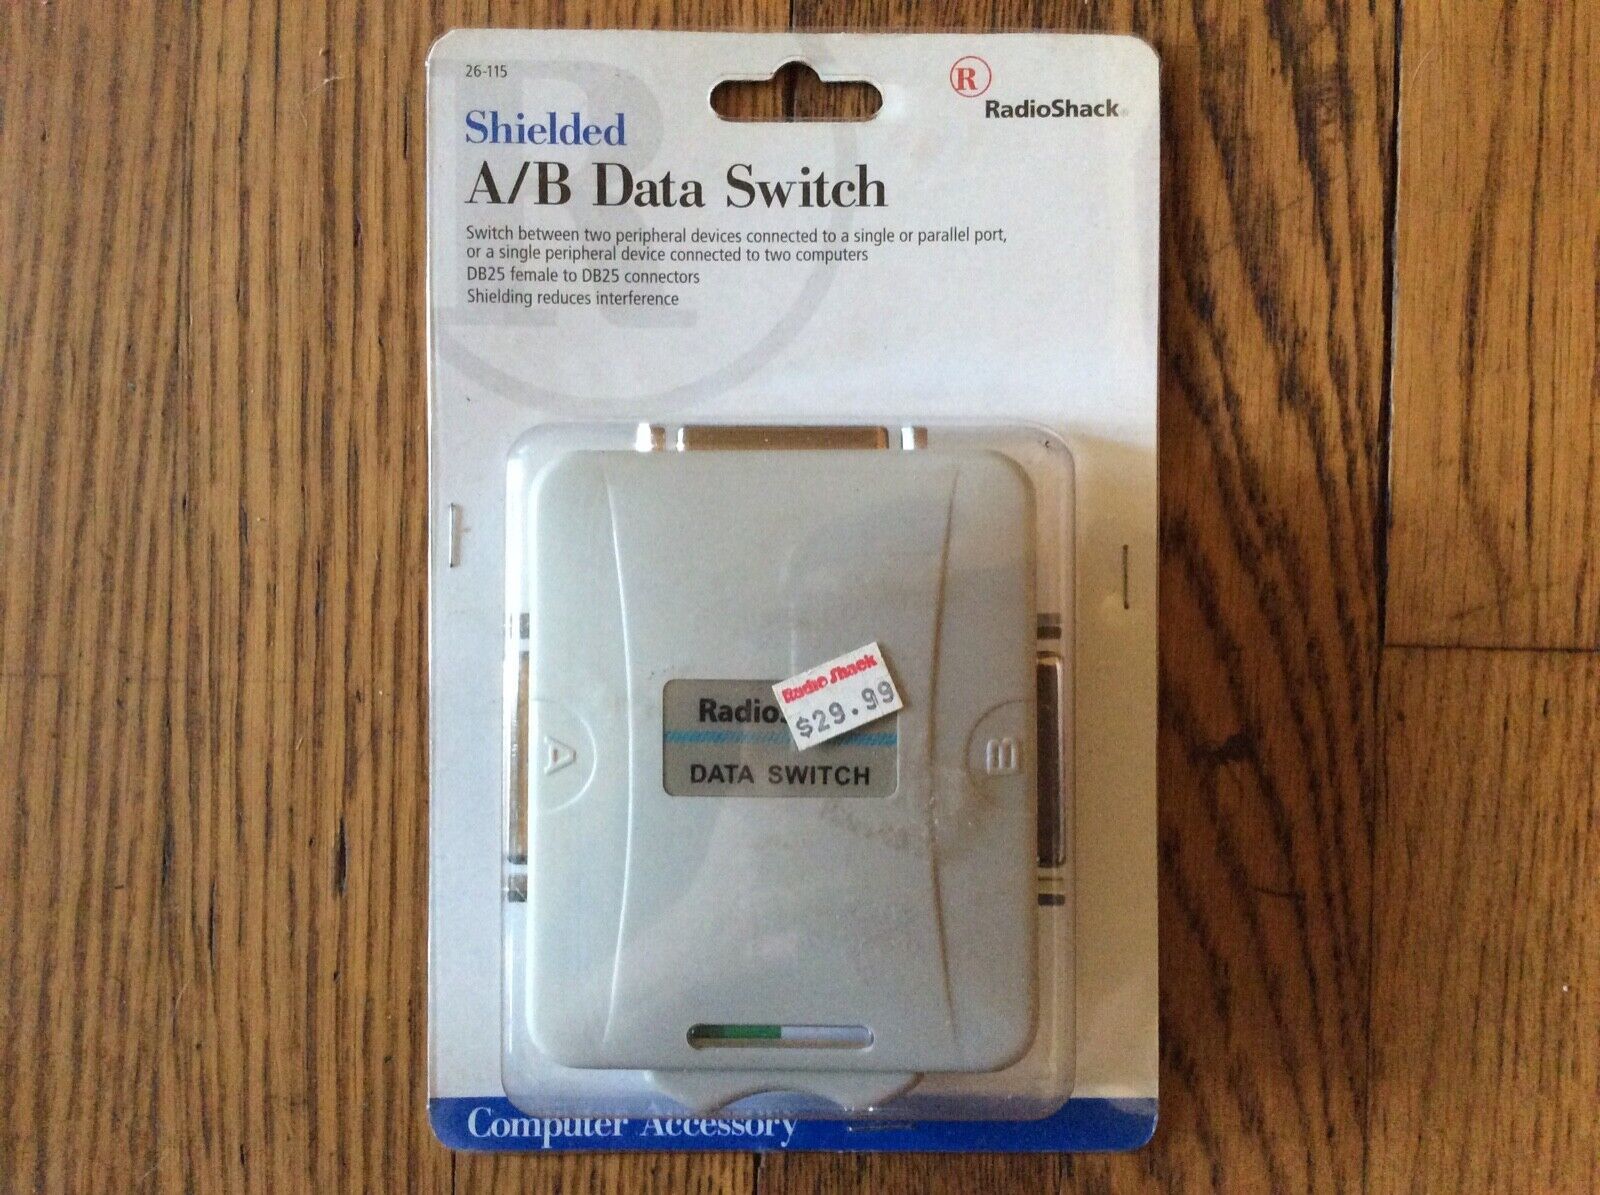 26-115
R
RadioShack
Shielded
A/B Data Switch
Switch between two peripheral devices connected to a single or parallel port,
or a single peripheral device connected to two computers
DB25 female to DB25 connectors
Shielding reduces interference
Radio Shack
$29.99
Radio
DATA SWITCH
A
B
Computer Accessory